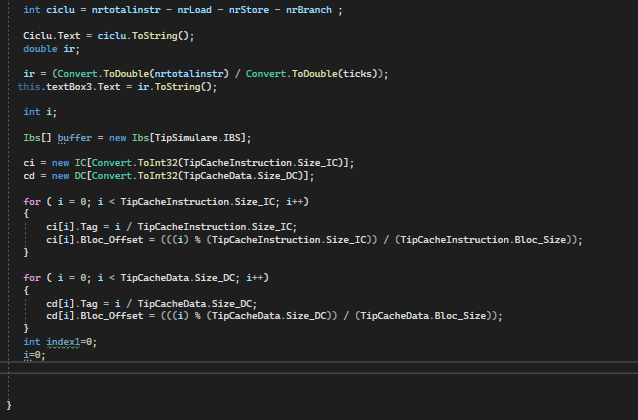 int ciclu = nrtotalinstr - nrLoad - nrStore - nrBranch ;
Ciclu.Text = ciclu.ToString();
double ir;
ir = (Convert.ToDouble(nrtotalinstr) / Convert.ToDouble(ticks));
this.textBox3.Text = ir.ToString();
int i;
Ibs[] buffer = new Ibs[TipSimulare.IBS];
ci = new IC[Convert.ToInt32(TipCacheInstruction.Size_IC)];
cd = new DC[Convert.ToInt32(TipCacheData.Size_DC)];
for ( i = 0; i < TipCacheInstruction.Size_IC; i++)
{
ci[i].Tag = i / TipCacheInstruction.Size_IC;
ci[i].Bloc_Offset = (((i) % (TipCacheInstruction.Size_IC)) / (TipCacheInstruction.Bloc_Size));
}
for ( i = 0; i < TipCacheData.Size_DC; i++)
{
cd[i].Tag = i / TipCacheData.Size_DC;
cd[i].Bloc_Offset = (((i) % (TipCacheData.Size_DC)) / (TipCacheData.Bloc_Size));
}
int index1=0;
i=0;
}